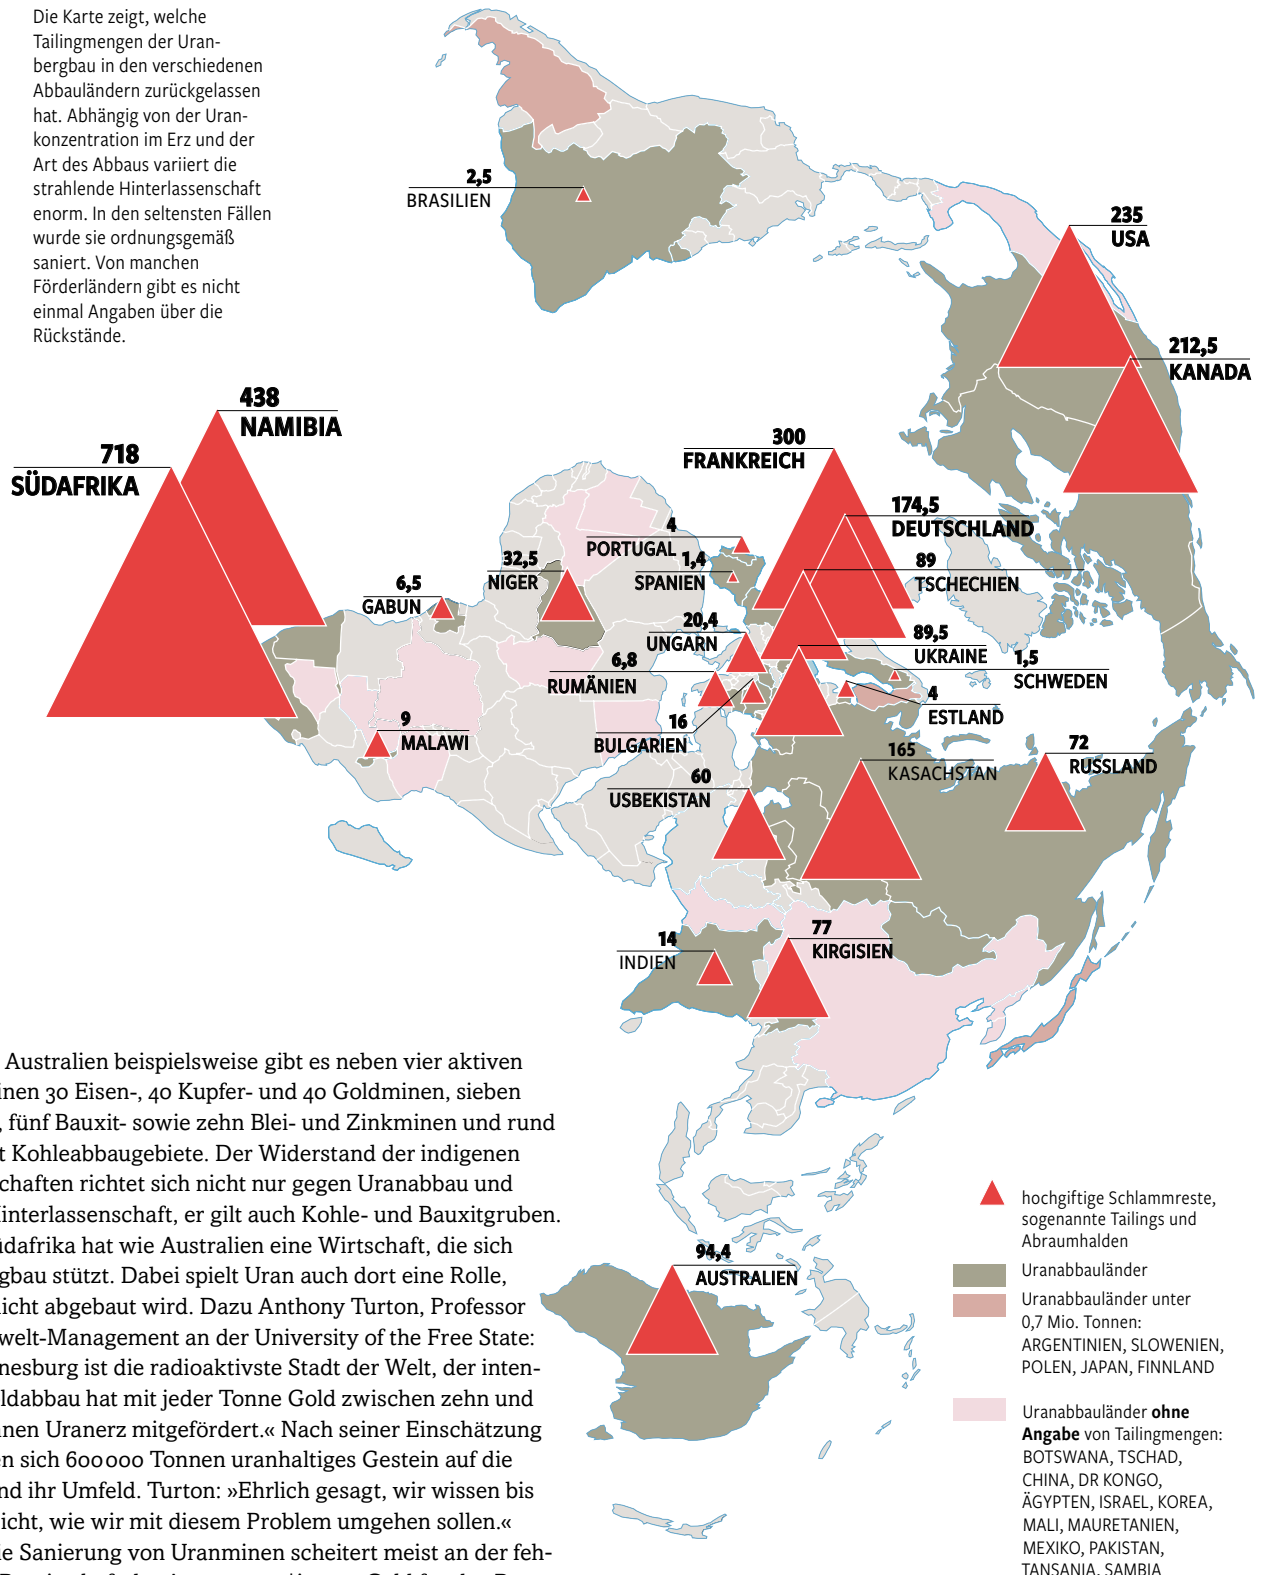 Die Karte zeigt, welche
Tailingmengen der Uran-
bergbau in den verschiedenen
Abbauländern zurückgelassen
hat. Abhängig von der Uran-
konzentration im Erz und der
Art des Abbaus variiert die
strahlende Hinterlassenschaft
enorm. In den seltensten Fällen
wurde sie ordnungsgemäß
saniert. Von manchen
Förderländern gibt es nicht
einmal Angaben über die
Rückstände.
2,5
BRASILIEN
235
USA
212,5
KANADA
438
NAMIBIA
718
SÜDAFRIKA
300
FRANKREICH
174,5
DEUTSCHLAND
4
PORTUGAL
1,4
SPANIEN
89
TSCHECHIEN
32,5
NIGER
6,5
GABUN
20,4
UNGARN
89,5
UKRAINE
1,5
SCHWEDEN
6,8
RUMÄNIEN
4
ESTLAND
16
BULGARIEN
9
MALAWI
165
KASACHSTAN
72
RUSSLAND
60
USBEKISTAN
77
KIRGISIEN
14
INDIEN
94,4
AUSTRALIEN
Australien beispielsweise gibt es neben vier aktiven
inen 30 Eisen-, 40 Kupfer- und 40 Goldminen, sieben
, fünf Bauxit- sowie zehn Blei- und Zinkminen und rund
t Kohleabbaugebiete. Der Widerstand der indigenen
schaften richtet sich nicht nur gegen Uranabbau und
Hinterlassenschaft, er gilt auch Kohle- und Bauxitgruben.
üdafrika hat wie Australien eine Wirtschaft, die sich
gbau stützt. Dabei spielt Uran auch dort eine Rolle,
nicht abgebaut wird. Dazu Anthony Turton, Professor
welt-Management an der University of the Free State:
nnesburg ist die radioaktivste Stadt der Welt, der inten-
oldabbau hat mit jeder Tonne Gold zwischen zehn und
nnen Uranerz mitgefördert.« Nach seiner Einschätzung
en sich 600 000 Tonnen uranhaltiges Gestein auf die
nd ihr Umfeld. Turton: »Ehrlich gesagt, wir wissen bis
nicht, wie wir mit diesem Problem umgehen sollen.«
ie Sanierung von Uranminen scheitert meist an der feh-
hochgiftige Schlammreste,
sogenannte Tailings und
Abraumhalden
Uranabbauländer
Uranabbauländer unter
0,7 Mio. Tonnen:
ARGENTINIEN, SLOWENIEN,
POLEN, JAPAN, FINNLAND
Uranabbauländer ohne
Angabe von Tailingmengen:
BOTSWANA, TSCHAD,
CHINA, DR KONGO,
ÄGYPTEN, ISRAEL, KOREA,
MALI, MAURETANIEN,
MEXIKO, PAKISTAN,
TANSANIA, SAMBIA